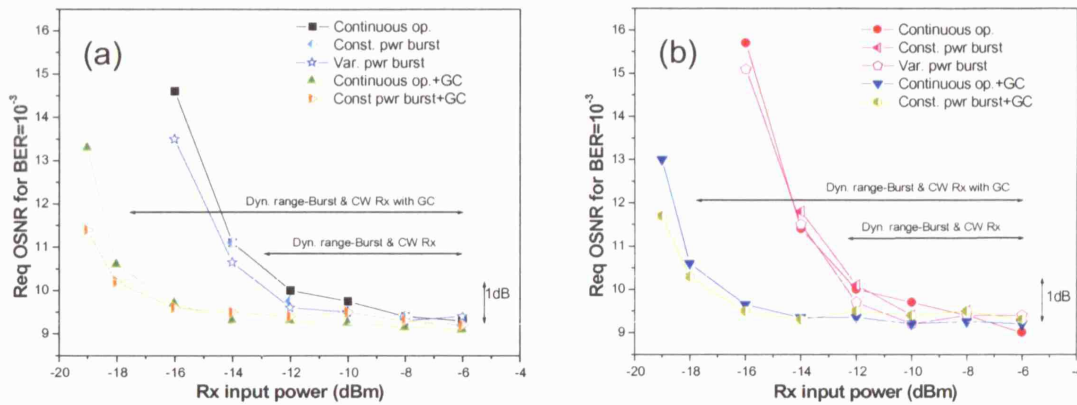 (a)
Req OSNR for BER=10⁻³
16
15
14
13
12
11
10
9
Continuous op.
Const. pwr burst
Var. pwr burst
Continuous op.+GC
Const pwr burst+GC
Dyn. range-Burst & CW Rx with GC
Dyn. range-Burst & CW Rx
1dB
-20 -18 -16 -14 -12 -10 -8 -6 -4
Rx input power (dBm)
(b)
Req OSNR for BER=10⁻³
16
15
14
13
12
11
10
9
Continuous op.
Const. pwr burst
Var. pwr burst
Continuous op.+GC
Const. pwr burst+GC
Dyn. range-Burst & CW Rx with GC
Dyn. range-Burst & CW Rx
1dB
-20 -18 -16 -14 -12 -10 -8 -6 -4
Rx input power (dBm)